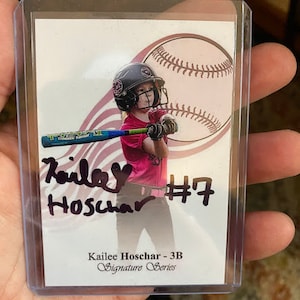 Kailey #7
Hoschar
Kailee Hoschar - 3B
Signature Series